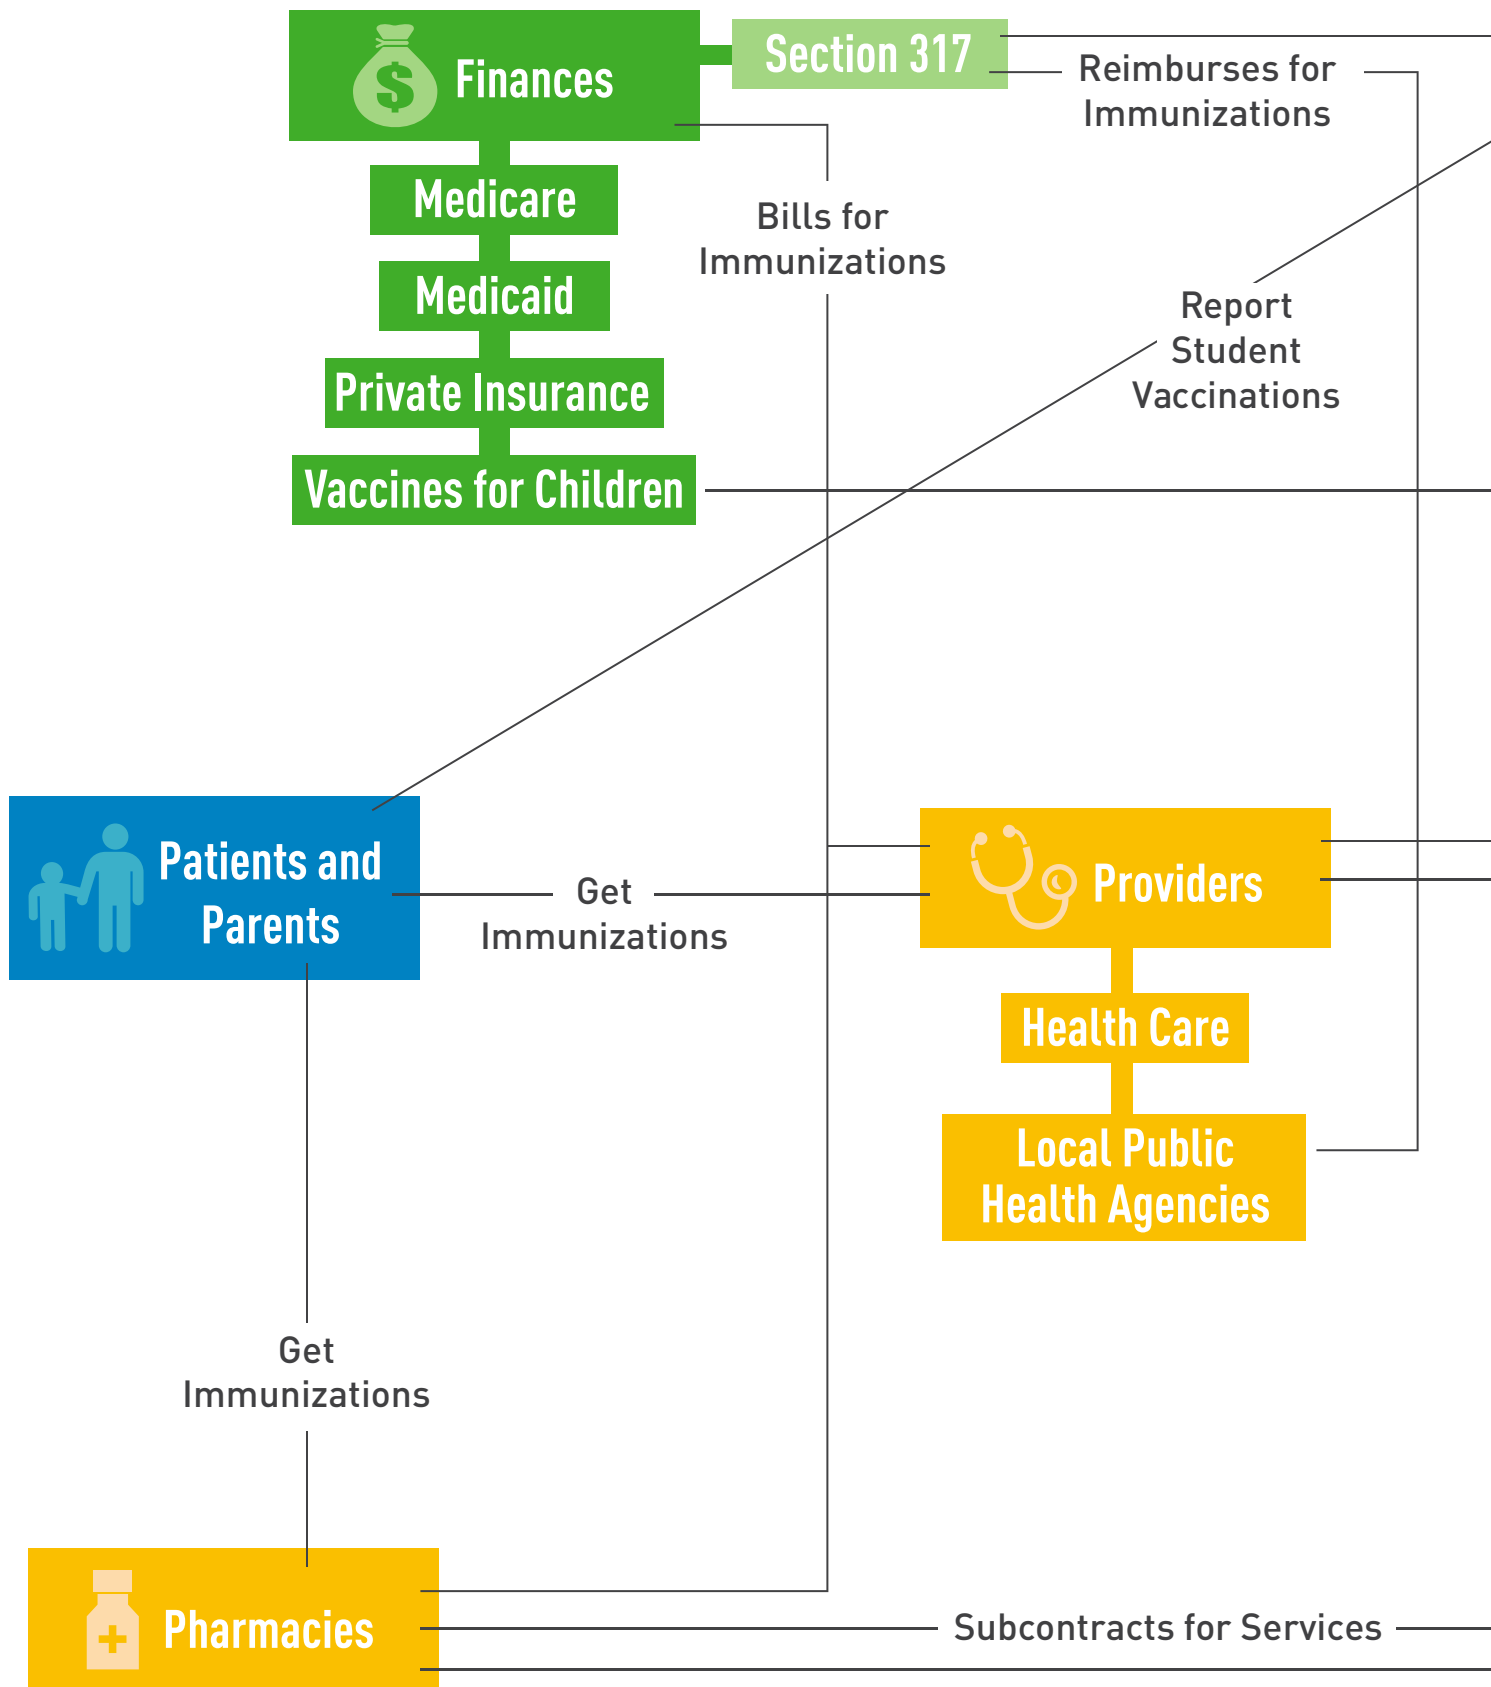 Finances
Section 317
Reimburses for
Immunizations
Medicare
Bills for
Immunizations
Medicaid
Report
Student
Vaccinations
Private Insurance
Vaccines for Children
Patients and
Parents
Get
Immunizations
Providers
Health Care
Local Public
Health Agencies
Get
Immunizations
Pharmacies
Subcontracts for Services